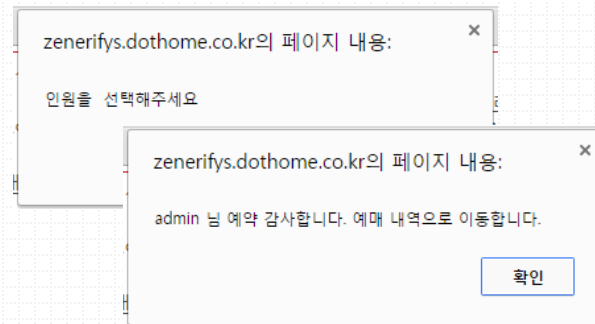 zenerifys.dothome.co.kr의 페이지 내용:
인원을 선택해주세요
zenerifys.dothome.co.kr의 페이지 내용:
admin 님 예약 감사합니다. 예매 내역으로 이동합니다.
확인